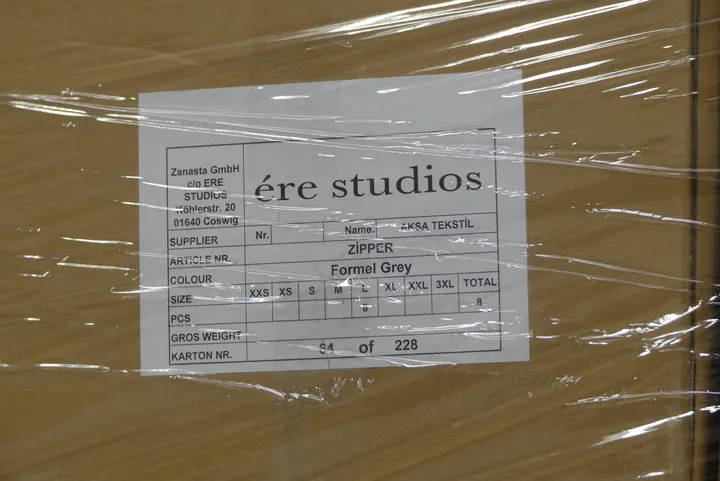 Zanasta GmbH
c/o ERE
STUDIOS
Köhlerstr. 20
01640 Coswig
ére studios
SUPPLIER Nr. Name. AKSA TEKSTİL
ARTICLE NR. ZİPPER
COLOUR Formel Grey
SIZE XXS XS S M L XL XXL 3XL TOTAL
PCS 8 8
GROS WEIGHT
KARTON NR. 64 of 228